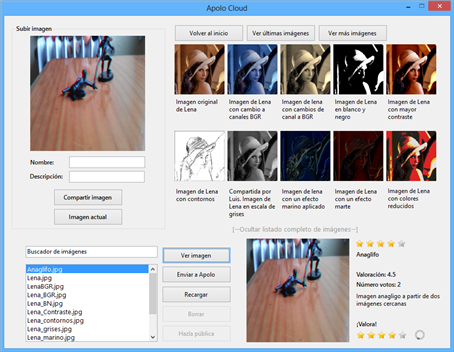 Apolo Cloud
Subir imagen
Volver al inicio
Ver últimas imágenes
Ver más imágenes
Imagen original
de Lena
Imagen de Lena
con cambio a
canales BGR
Imagen de lena
con cambios de
canal a BGR
Imagen de Lena
en blanco y
negro
Imagen de Lena
con mayor
contraste
Nombre:
Descripción:
Compartir imagen
Imagen actual
Imagen de Lena
con contornos
Compartida por
Luis. Imagen de
Lena en escala de
grises
Imagen de lena
con un efecto
marino aplicado
Imagen de Lena
con un efecto
marte
Imagen de Lena
con colores
reducidos
[--Ocultar listado completo de imágenes--]
Buscador de imágenes
Anaglifo.jpg
Lena.jpg
LenaBGR.jpg
Lena_BGR.jpg
Lena_BN.jpg
Lena_Contraste.jpg
Lena_contornos.jpg
Lena_grises.jpg
Lena_marino.jpg
Ver imagen
Enviar a Apolo
Recargar
Borrar
Hazla pública
Anaglifo
Valoración: 4.5
Número votos: 2
Imagen anagligo a partir de dos
imágenes cercanas
¡Valora!